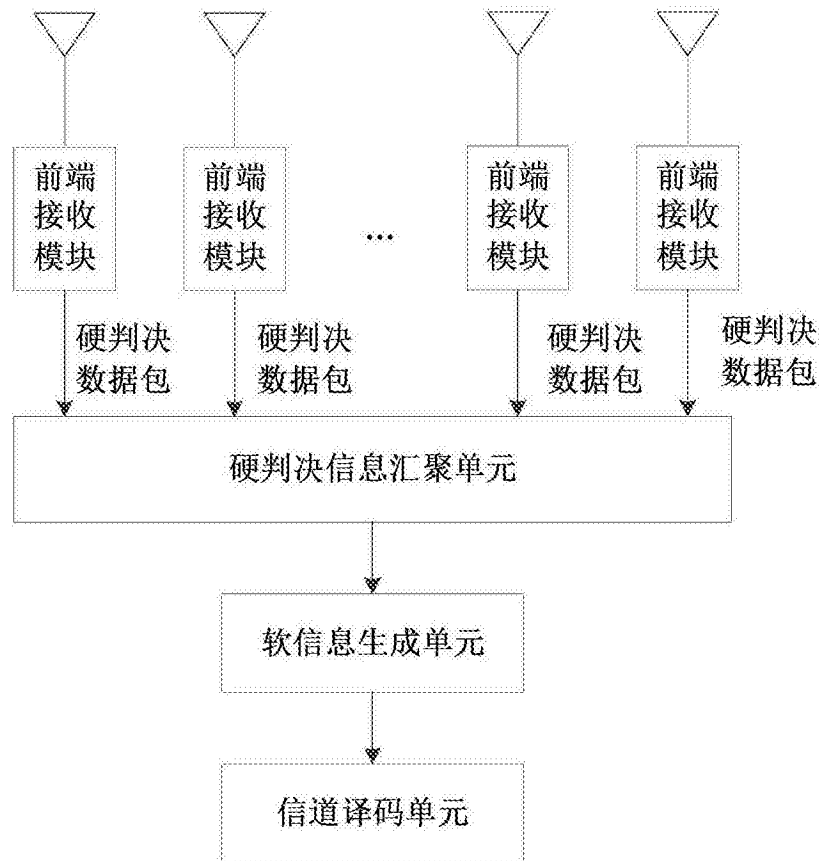 前端
接收
模块
前端
接收
模块
...
前端
接收
模块
前端
接收
模块
硬判决
数据包
硬判决
数据包
硬判决
数据包
硬判决
数据包
硬判决信息汇聚单元
软信息生成单元
信道译码单元